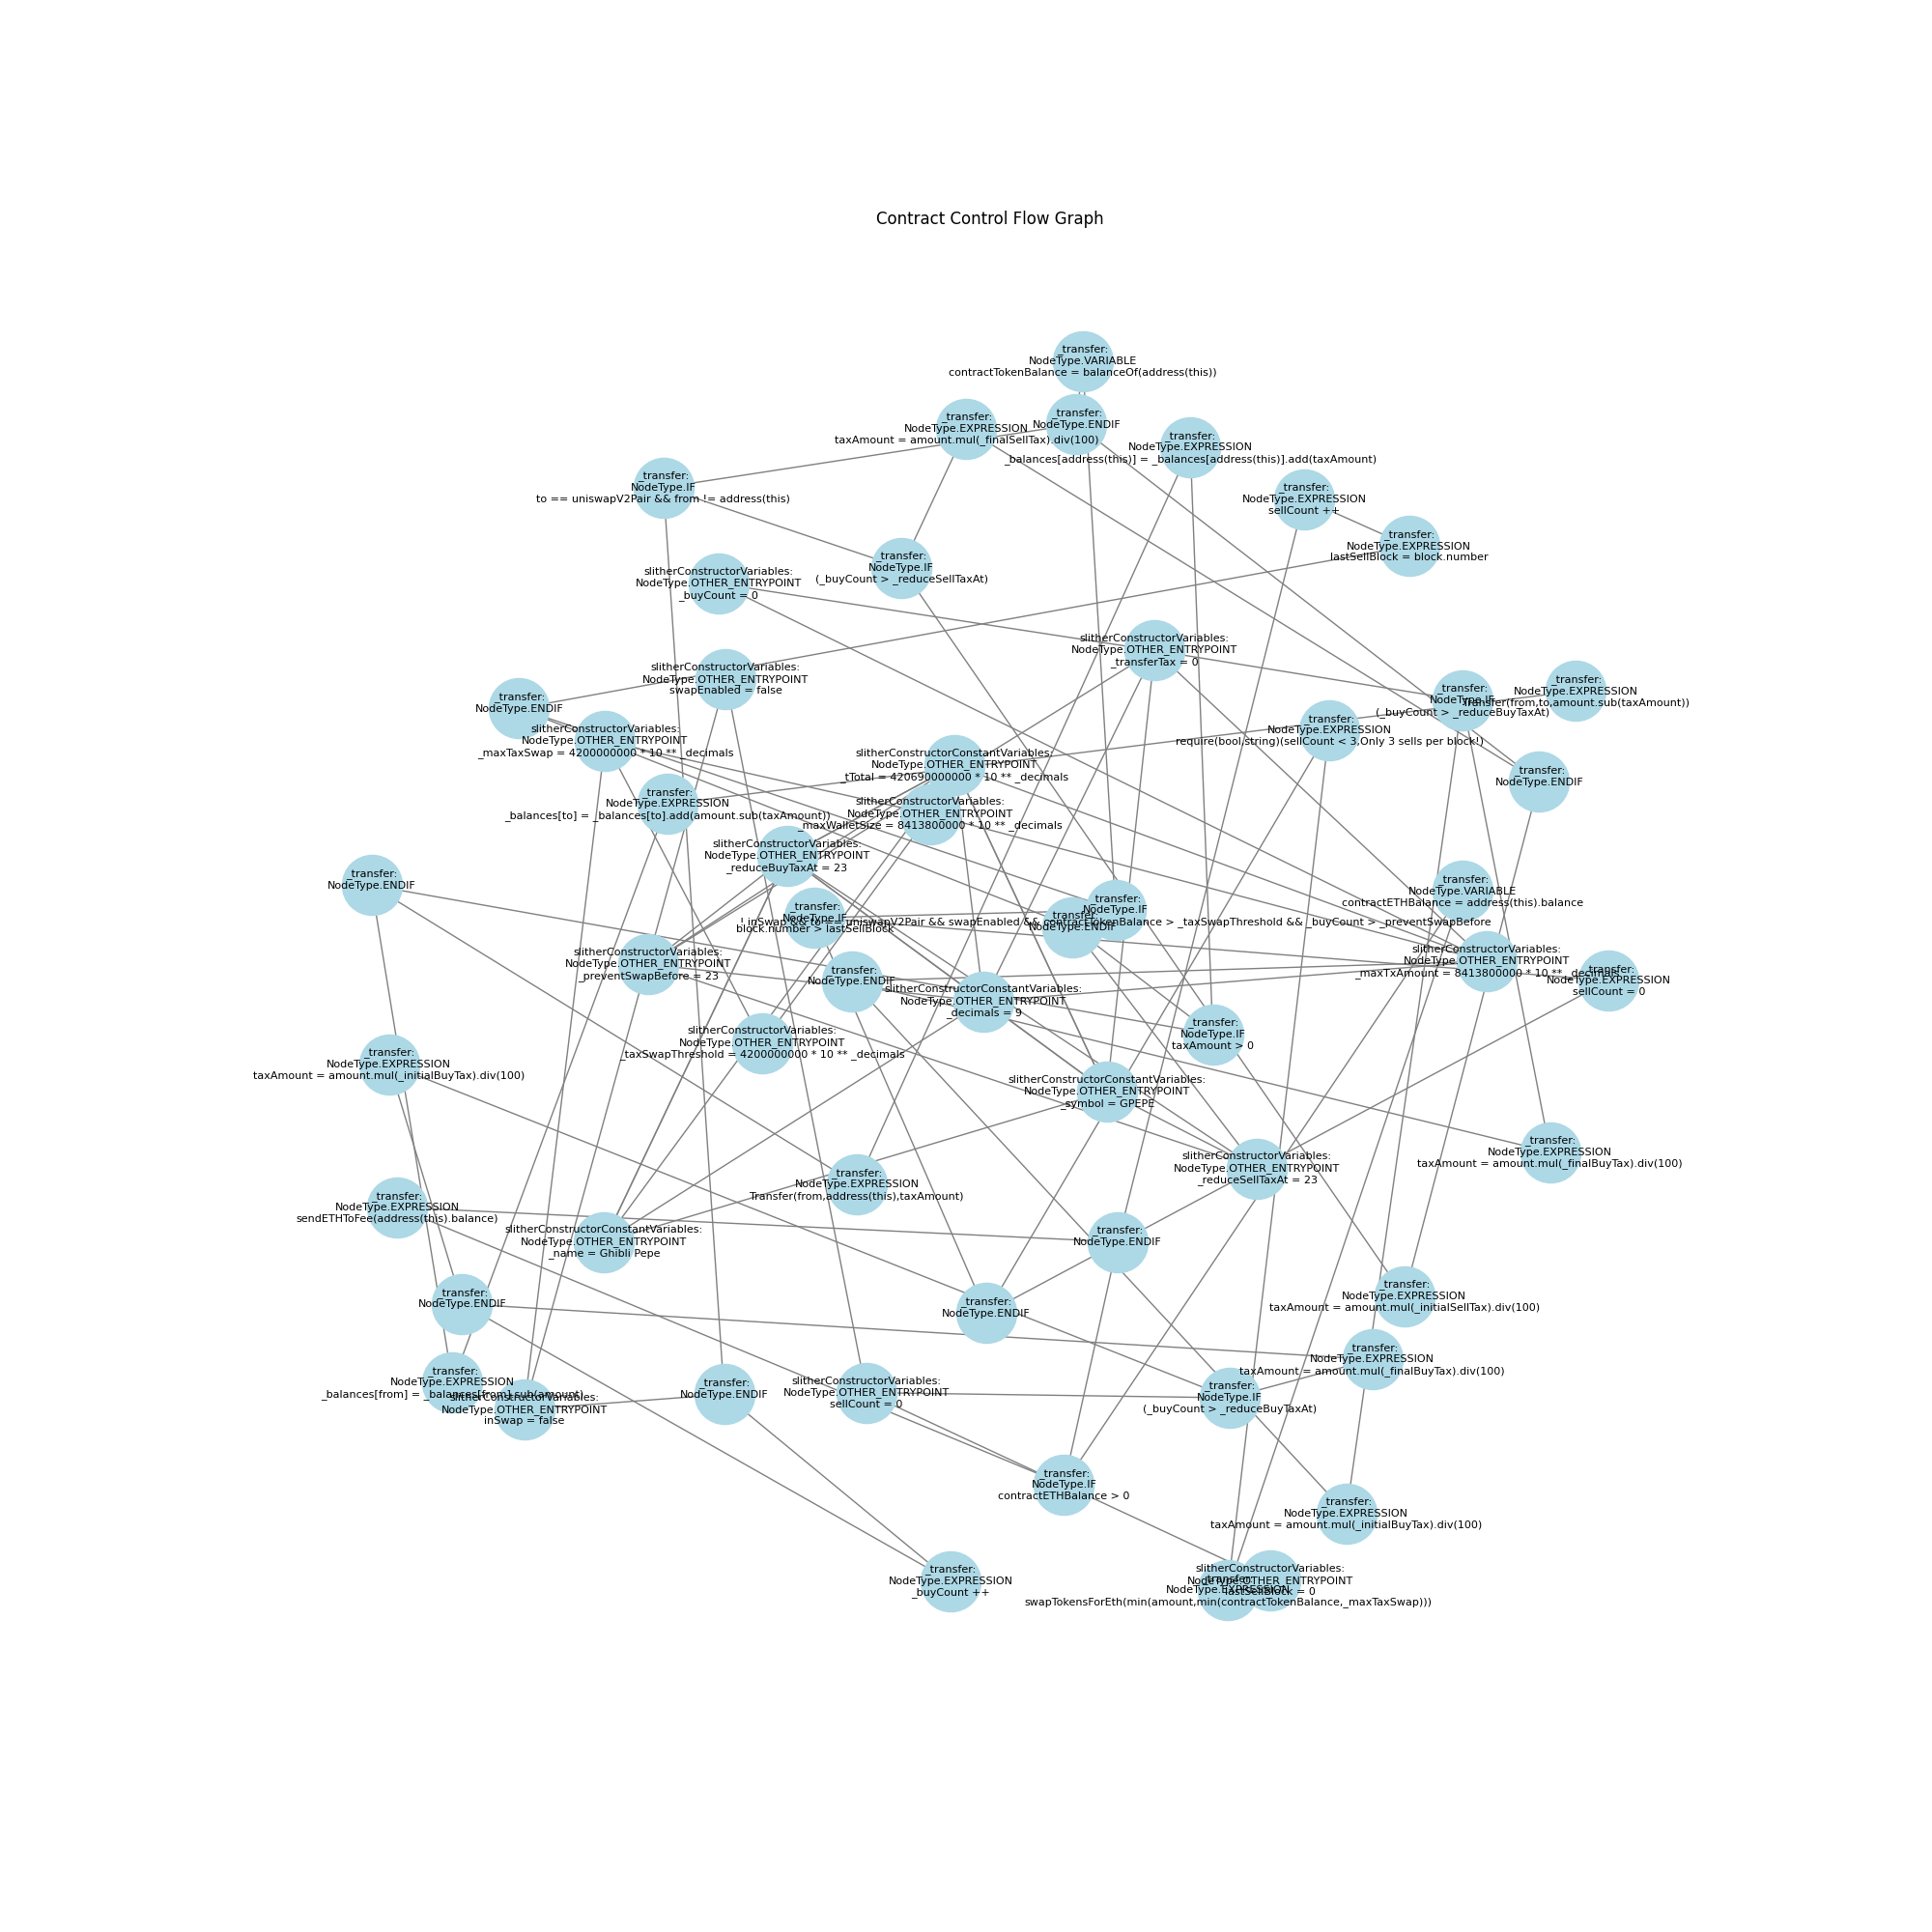 Contract Control Flow Graph
_transfer:
NodeType.VARIABLE
contractTokenBalance = balanceOf(address(this))
_transfer:
NodeType.EXPRESSION
taxAmount = amount.mul(_finalSellTax).div(100)
_transfer:
NodeType.ENDIF
_transfer:
NodeType.EXPRESSION
_balances[address(this)] = _balances[address(this)].add(taxAmount)
_transfer:
NodeType.IF
to == uniswapV2Pair && from != address(this)
_transfer:
NodeType.EXPRESSION
sellCount ++
_transfer:
NodeType.EXPRESSION
lastSellBlock = block.number
_transfer:
NodeType.IF
(_buyCount > _reduceSellTaxAt)
slitherConstructorVariables:
NodeType.OTHER_ENTRYPOINT
_buyCount = 0
slitherConstructorVariables:
NodeType.OTHER_ENTRYPOINT
_transferTax = 0
slitherConstructorVariables:
NodeType.OTHER_ENTRYPOINT
swapEnabled = false
_transfer:
NodeType.IF
(_buyCount > _reduceBuyTaxAt)
_transfer:
NodeType.EXPRESSION
Transfer(from,to,amount.sub(taxAmount))
_transfer:
NodeType.ENDIF
slitherConstructorVariables:
NodeType.OTHER_ENTRYPOINT
_maxTaxSwap = 4200000000 * 10 ** _decimals
_transfer:
NodeType.EXPRESSION
require(bool,string)(sellCount < 3,Only 3 sells per block!)
slitherConstructorConstantVariables:
NodeType.OTHER_ENTRYPOINT
_tTotal = 420690000000 * 10 ** _decimals
_transfer:
NodeType.ENDIF
_transfer:
NodeType.EXPRESSION
_balances[to] = _balances[to].add(amount.sub(taxAmount))
slitherConstructorVariables:
NodeType.OTHER_ENTRYPOINT
_maxWalletSize = 8413800000 * 10 ** _decimals
slitherConstructorVariables:
NodeType.OTHER_ENTRYPOINT
_reduceBuyTaxAt = 23
_transfer:
NodeType.ENDIF
_transfer:
NodeType.VARIABLE
contractETHBalance = address(this).balance
_transfer:
NodeType.IF
block.number > lastSellBlock
_transfer:
NodeType.IF
! inSwap && to == uniswapV2Pair && swapEnabled && contractTokenBalance > _taxSwapThreshold && _buyCount > _preventSwapBefore
_transfer:
NodeType.ENDIF
slitherConstructorVariables:
NodeType.OTHER_ENTRYPOINT
_preventSwapBefore = 23
_transfer:
NodeType.ENDIF
slitherConstructorVariables:
NodeType.OTHER_ENTRYPOINT
_maxTxAmount = 8413800000 * 10 ** _decimals
_transfer:
NodeType.EXPRESSION
sellCount = 0
slitherConstructorConstantVariables:
NodeType.OTHER_ENTRYPOINT
_decimals = 9
_transfer:
NodeType.IF
taxAmount > 0
slitherConstructorVariables:
NodeType.OTHER_ENTRYPOINT
_taxSwapThreshold = 4200000000 * 10 ** _decimals
_transfer:
NodeType.EXPRESSION
taxAmount = amount.mul(_initialBuyTax).div(100)
slitherConstructorConstantVariables:
NodeType.OTHER_ENTRYPOINT
_symbol = GPEPE
_transfer:
NodeType.EXPRESSION
taxAmount = amount.mul(_finalBuyTax).div(100)
slitherConstructorVariables:
NodeType.OTHER_ENTRYPOINT
_reduceSellTaxAt = 23
_transfer:
NodeType.EXPRESSION
Transfer(from,address(this),taxAmount)
_transfer:
NodeType.EXPRESSION
sendETHToFee(address(this).balance)
slitherConstructorConstantVariables:
NodeType.OTHER_ENTRYPOINT
_name = Ghibli Pepe
_transfer:
NodeType.ENDIF
_transfer:
NodeType.EXPRESSION
taxAmount = amount.mul(_initialSellTax).div(100)
_transfer:
NodeType.ENDIF
_transfer:
NodeType.ENDIF
_transfer:
NodeType.EXPRESSION
taxAmount = amount.mul(_finalBuyTax).div(100)
_transfer:
NodeType.EXPRESSION
_balances[from] = _balances[from].sub(amount)
slitherConstructorVariables:
NodeType.OTHER_ENTRYPOINT
inSwap = false
_transfer:
NodeType.ENDIF
slitherConstructorVariables:
NodeType.OTHER_ENTRYPOINT
sellCount = 0
_transfer:
NodeType.IF
(_buyCount > _reduceBuyTaxAt)
_transfer:
NodeType.IF
contractETHBalance > 0
_transfer:
NodeType.EXPRESSION
taxAmount = amount.mul(_initialBuyTax).div(100)
_transfer:
NodeType.EXPRESSION
_buyCount ++
slitherConstructorVariables:
NodeType.OTHER_ENTRYPOINT
lastSellBlock = 0
_transfer:
NodeType.EXPRESSION
swapTokensForEth(min(amount,min(contractTokenBalance,_maxTaxSwap)))